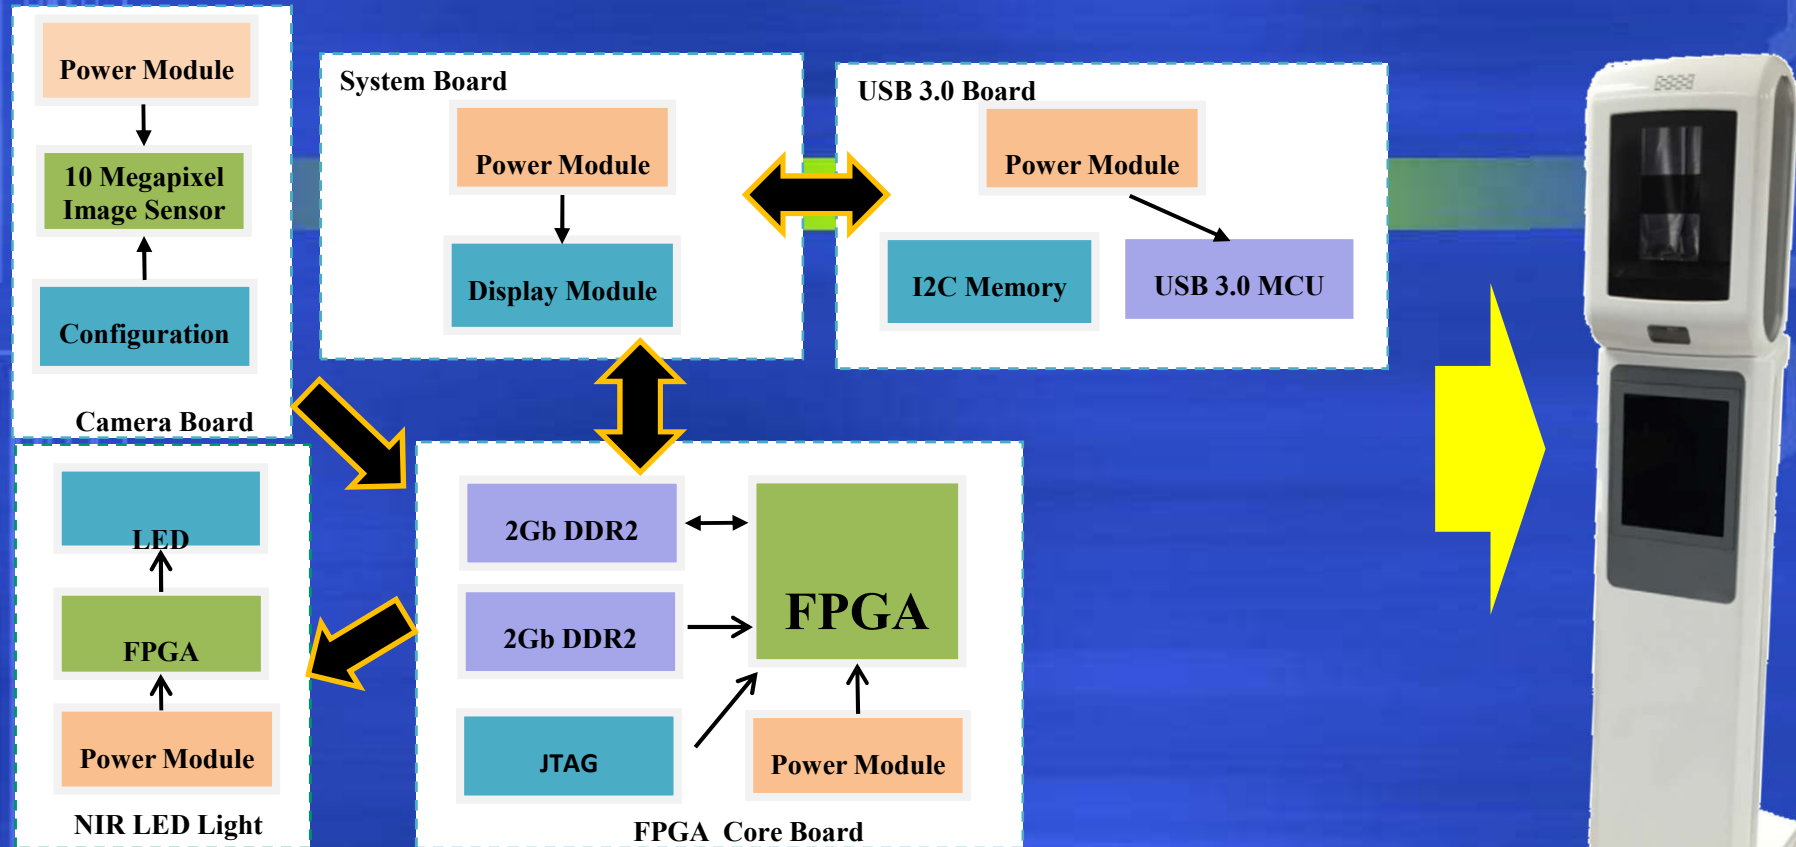 Power Module
10 Megapixel
Image Sensor
Configuration
Camera Board
System Board
Power Module
Display Module
USB 3.0 Board
Power Module
I2C Memory
USB 3.0 MCU
LED
FPGA
Power Module
NIR LED Light
2Gb DDR2
2Gb DDR2
FPGA
JTAG
Power Module
FPGA Core Board